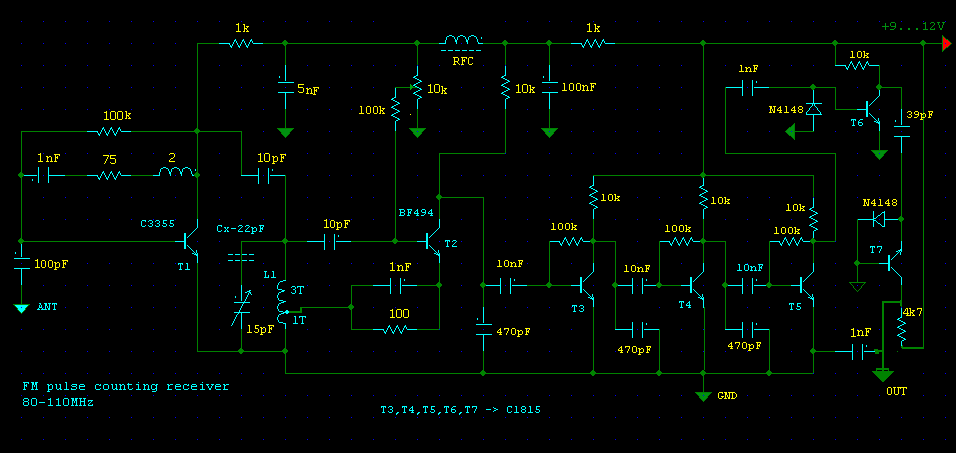 +9...12V
1k
1k
10k
RFC
1nF
5nF
10k
10k
100nF
N4148
100k
T6
39pF
100k
1nF
75
2
10pF
N4148
10k
10k
10k
BF494
C3355
Cx-22pF
10pF
100k
100k
100k
T2
T7
T1
100pF
L1
1nF
10nF
10nF
10nF
3T
T3
T4
T5
ANT
1T
15pF
100
470pF
470pF
470pF
1nF
4k7
FM pulse counting receiver
80-110MHz
GND
OUT
T3,T4,T5,T6,T7 -> C1815